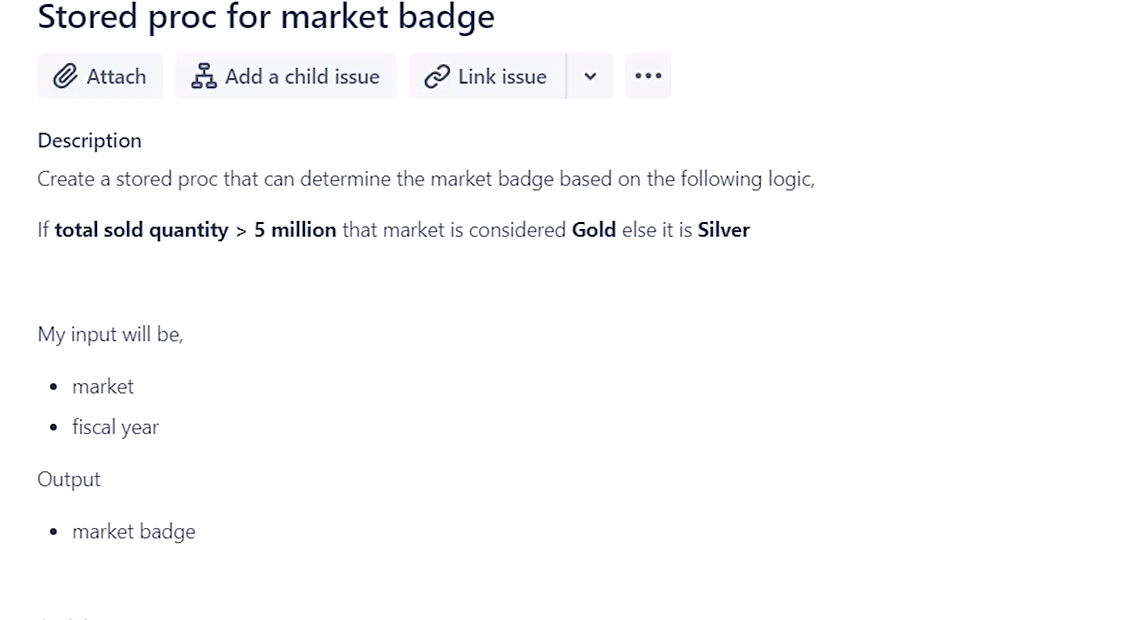 Stored proc for market badge
Attach Add a child issue Link issue
Description
Create a stored proc that can determine the market badge based on the following logic,
If total sold quantity > 5 million that market is considered Gold else it is Silver
My input will be,
• market
• fiscal year
Output
• market badge